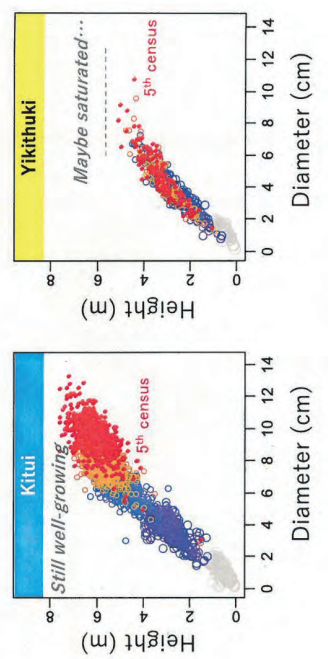 Kitui
Still well-growing
5th census
Height (m)
8
6
4
2
0
0 2 4 6 8 10 12 14
Diameter (cm)
Yikithuki
Maybe saturated…
5th census
Height (m)
8
6
4
2
0
0 2 4 6 8 10 12 14
Diameter (cm)